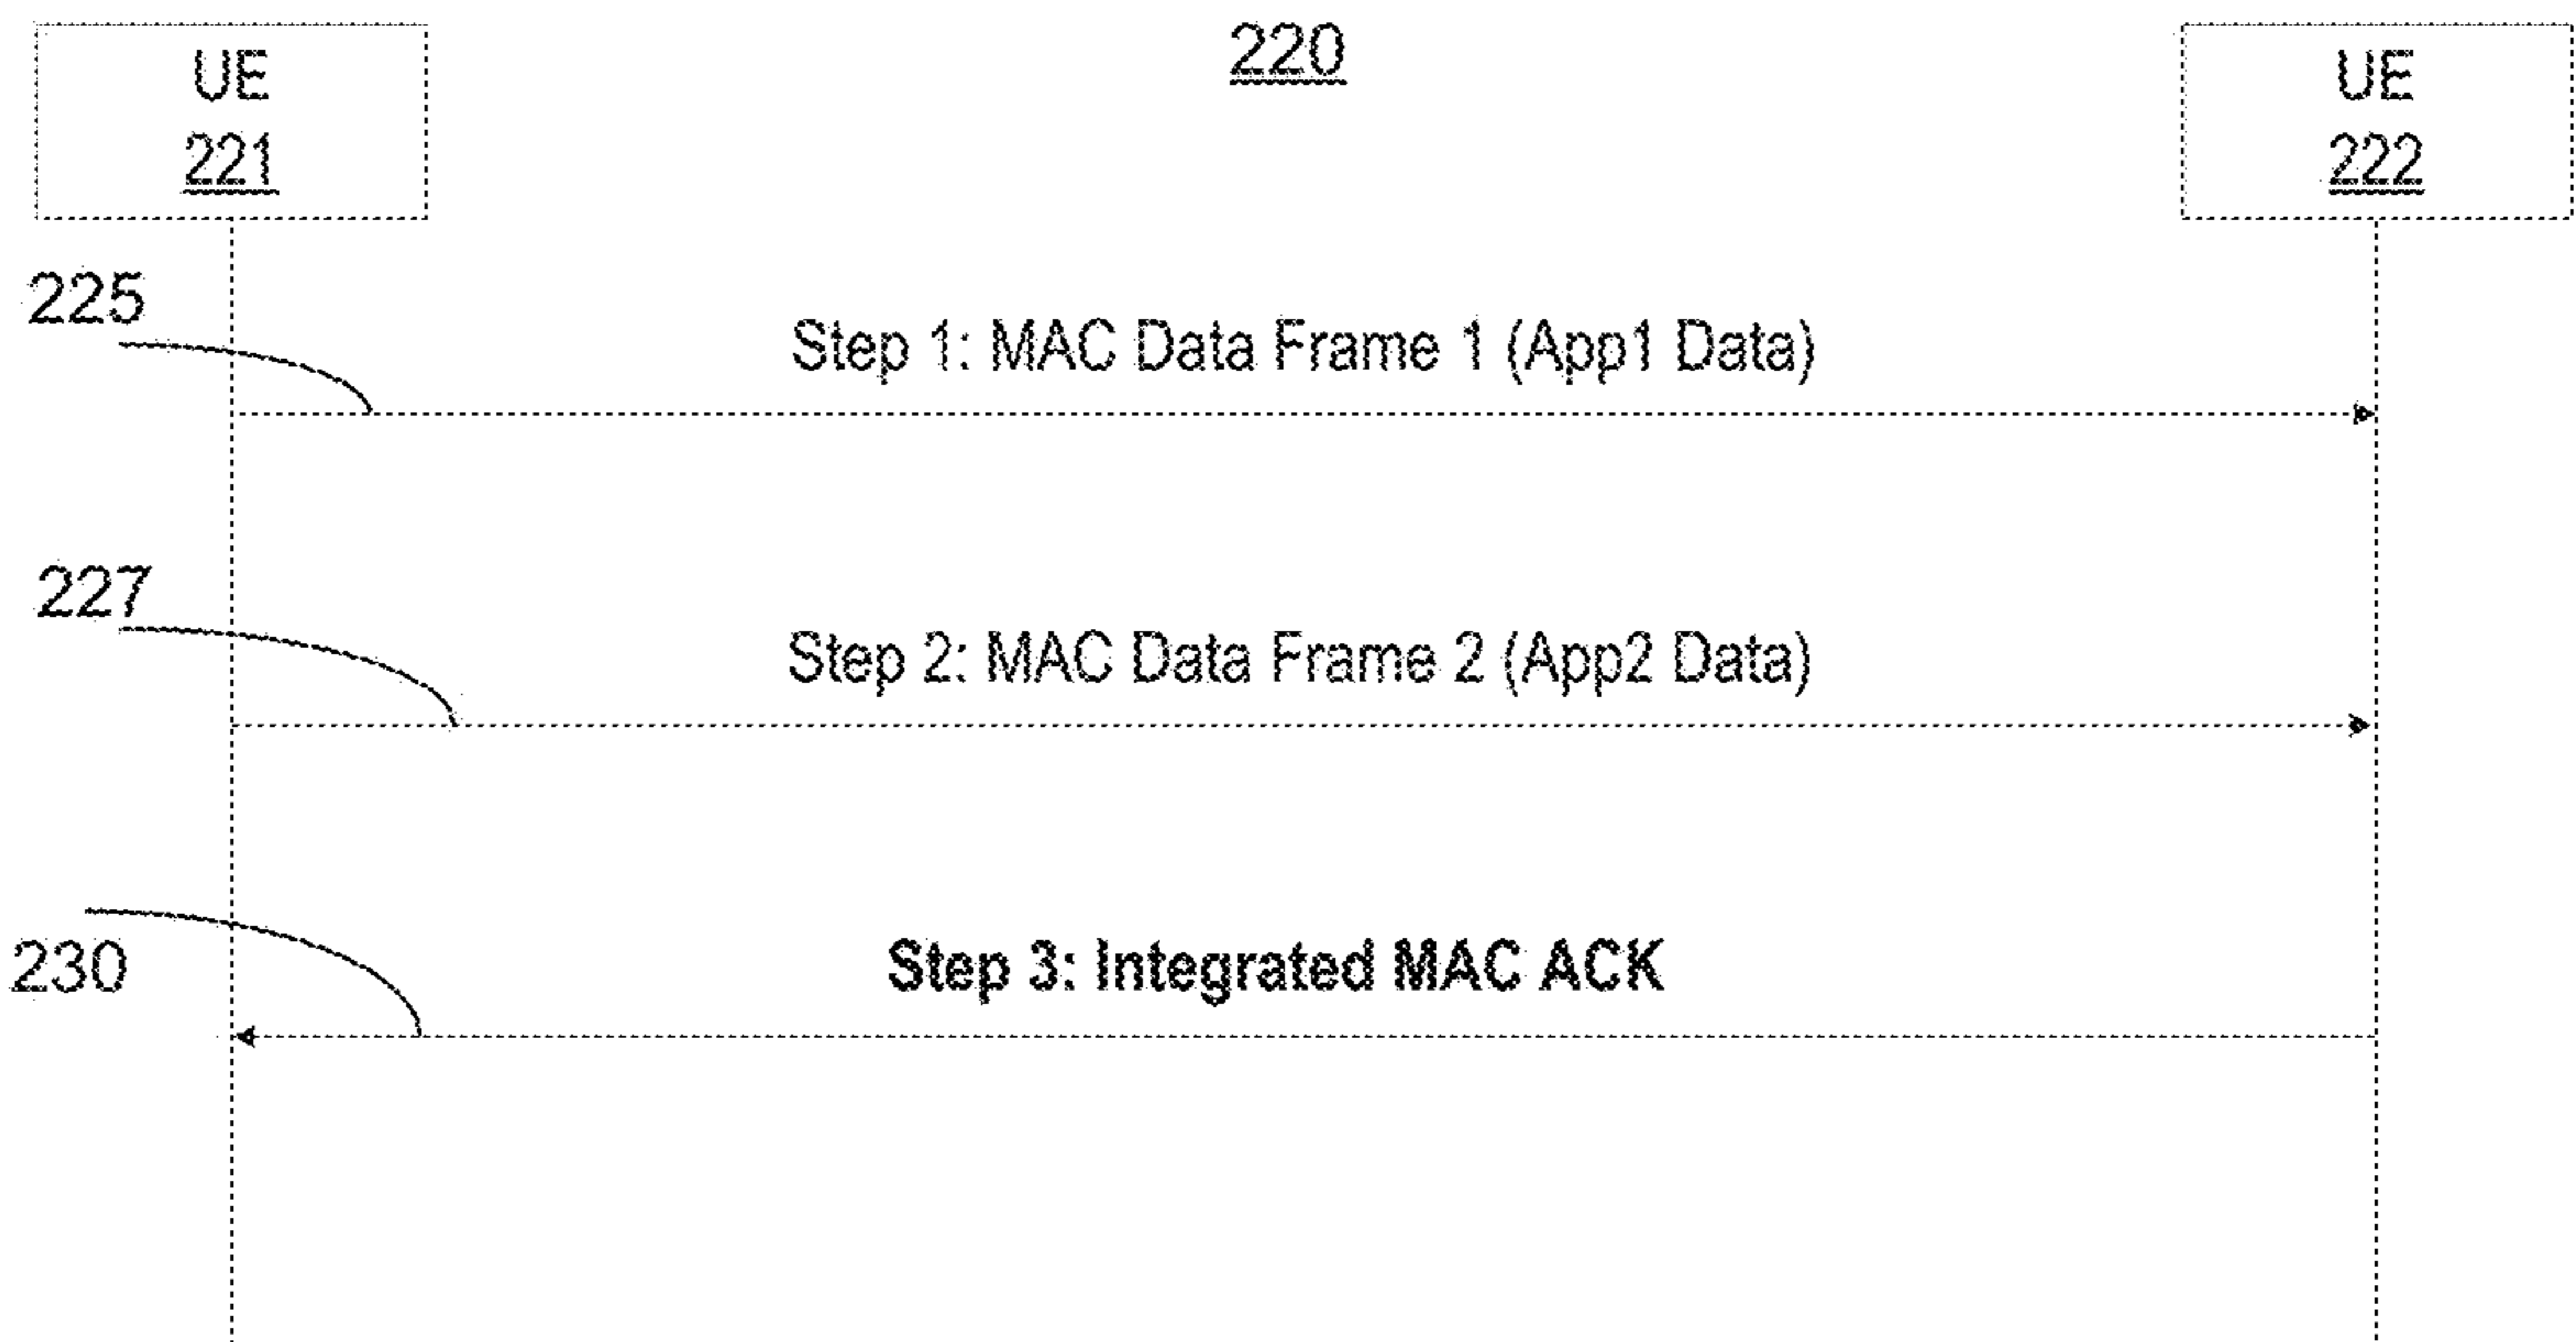 UE
221
220
UE
222
225
Step 1: MAC Data Frame 1 (App1 Data)
227
Step 2: MAC Data Frame 2 (App2 Data)
230
Step 3: Integrated MAC ACK